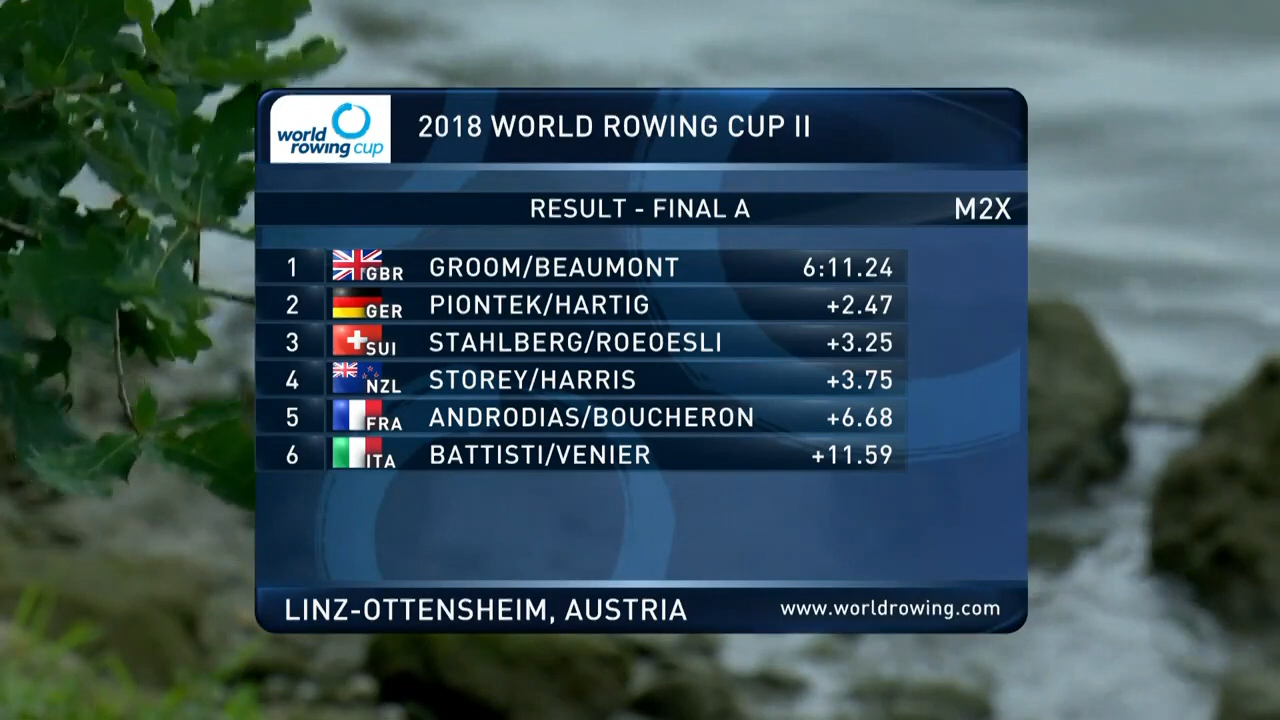 world
rowing cup
2018 WORLD ROWING CUP II
RESULT - FINAL A M2X
1 GBR GROOM/BEAUMONT 6:11.24
2 GER PIONTEK/HARTIG +2.47
3 SUI STAHLBERG/ROEOESLI +3.25
4 NZL STOREY/HARRIS +3.75
5 FRA ANDRODIAS/BOUCHERON +6.68
6 ITA BATTISTI/VENIER +11.59
LINZ-OTTENSHEIM, AUSTRIA www.worldrowing.com